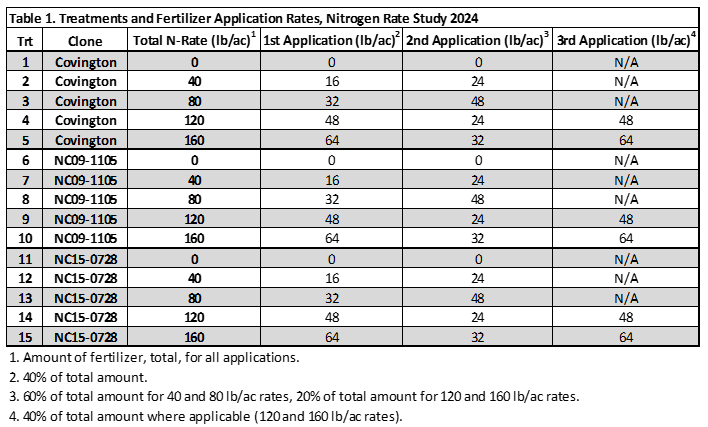 Table 1. Treatments and Fertilizer Application Rates, Nitrogen Rate Study 2024
Trt Clone Total N-Rate (lb/ac)¹ 1st Application (lb/ac)² 2nd Application (lb/ac)³ 3rd Application (lb/ac)⁴
1 Covington 0 0 0 N/A
2 Covington 40 16 24 N/A
3 Covington 80 32 48 N/A
4 Covington 120 48 24 48
5 Covington 160 64 32 64
6 NC09-1105 0 0 0 N/A
7 NC09-1105 40 16 24 N/A
8 NC09-1105 80 32 48 N/A
9 NC09-1105 120 48 24 48
10 NC09-1105 160 64 32 64
11 NC15-0728 0 0 0 N/A
12 NC15-0728 40 16 24 N/A
13 NC15-0728 80 32 48 N/A
14 NC15-0728 120 48 24 48
15 NC15-0728 160 64 32 64
1. Amount of fertilizer, total, for all applications.
2. 40% of total amount.
3. 60% of total amount for 40 and 80 lb/ac rates, 20% of total amount for 120 and 160 lb/ac rates.
4. 40% of total amount where applicable (120 and 160 lb/ac rates).